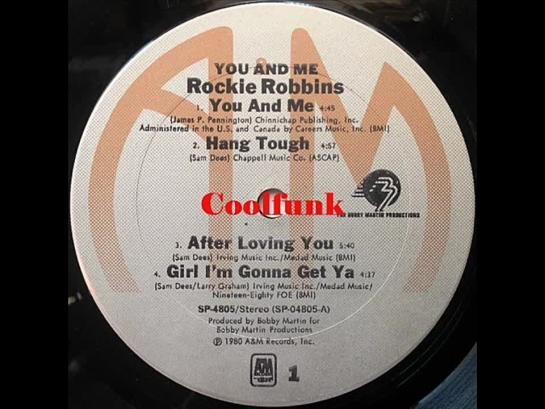 YOU AND ME
Rockie Robbins
1. You And Me 4:45
(James P. Pennington) Chinnichap Publishing, Inc.
Administered in the U.S. and Canada by Careers Music, Inc. (BMI)
2. Hang Tough 4:57
(Sam Dees) Chappell Music Co. (ASCAP)
Coolfunk
FOR BOBBY MARTIN PRODUCTIONS
3. After Loving You 5:40
(Sam Dees) Irving Music Inc./Medad Music (BMI)
4. Girl I'm Gonna Get Ya 4:37
(Sam Dees/Larry Graham) Irving Music Inc./Medad Music/
Nineteen-Eighty FOE (BMI)
SP-4805/Stereo (SP-04805-A)
Produced by Bobby Martin for
Bobby Martin Productions
℗ 1980 A&M Records, Inc.
A&M
1